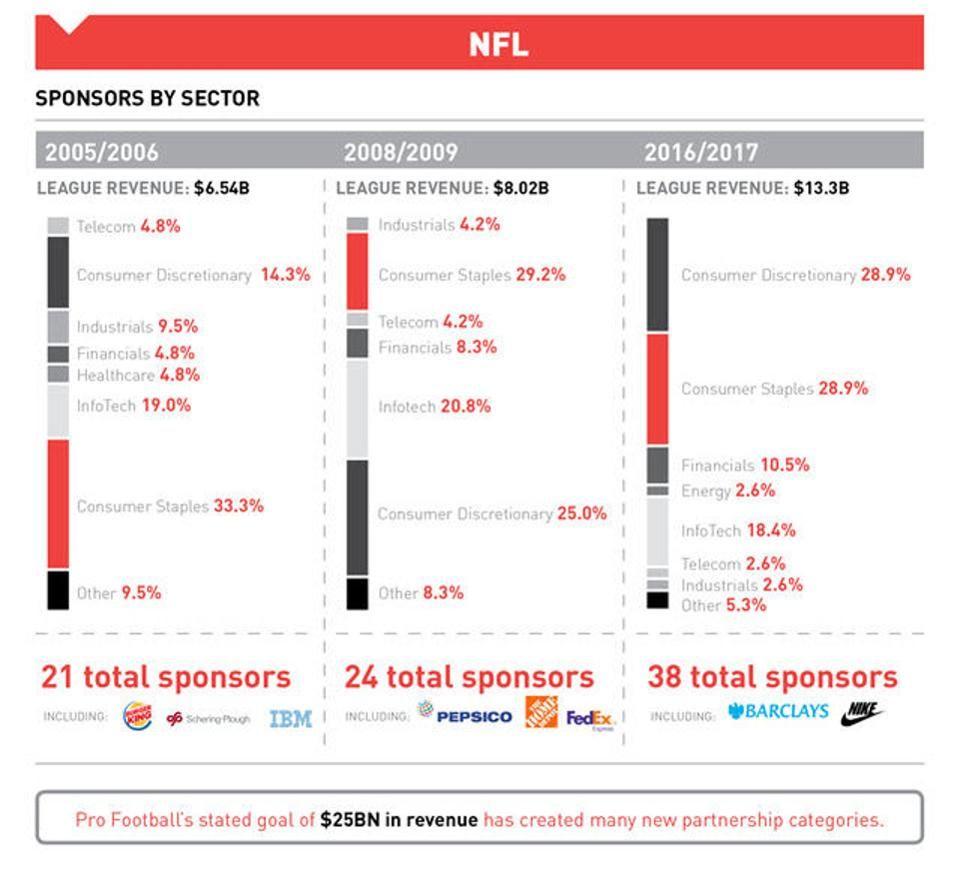 NFL
SPONSORS BY SECTOR
2005/2006
LEAGUE REVENUE: $6.54B
Telecom 4.8%
Consumer Discretionary 14.3%
Industrials 9.5%
Financials 4.8%
Healthcare 4.8%
InfoTech 19.0%
Consumer Staples 33.3%
Other 9.5%
21 total sponsors
INCLUDING: BURGER KING Schering-Plough IBM
2008/2009
LEAGUE REVENUE: $8.02B
Industrials 4.2%
Consumer Staples 29.2%
Telecom 4.2%
Financials 8.3%
Infotech 20.8%
Consumer Discretionary 25.0%
Other 8.3%
24 total sponsors
INCLUDING: PEPSICO THE HOME DEPOT FedEx Express
2016/2017
LEAGUE REVENUE: $13.3B
Consumer Discretionary 28.9%
Consumer Staples 28.9%
Financials 10.5%
Energy 2.6%
InfoTech 18.4%
Telecom 2.6%
Industrials 2.6%
Other 5.3%
38 total sponsors
INCLUDING: BARCLAYS NIKE
Pro Football's stated goal of $25BN in revenue has created many new partnership categories.